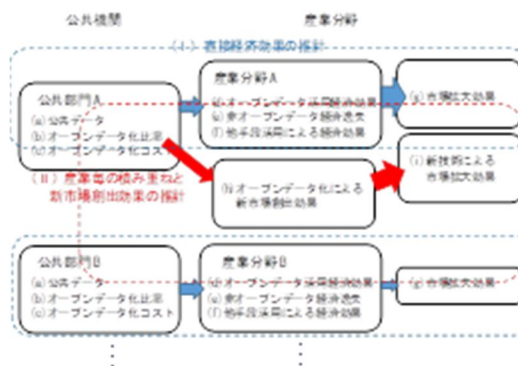 公共機関
産業分野
(Ⅰ) 直接経済効果の推計
公共部門A
(a) 公共データ
(b) オープンデータ化比率
(c) オープンデータ化コスト
産業分野A
(d) オープンデータ活用経済効果
(e) 非オープンデータ経済逸失
(f) 他手段活用による経済効果
(g) 市場拡大効果
(Ⅱ) 産業毎の積み重ねと
新市場創出効果の推計
(h) オープンデータ化による
新市場創出効果
(i) 新技術による
市場拡大効果
公共部門B
(a) 公共データ
(b) オープンデータ化比率
(c) オープンデータ化コスト
産業分野B
(d) オープンデータ活用経済効果
(e) 非オープンデータ経済逸失
(f) 他手段活用による経済効果
(g) 市場拡大効果